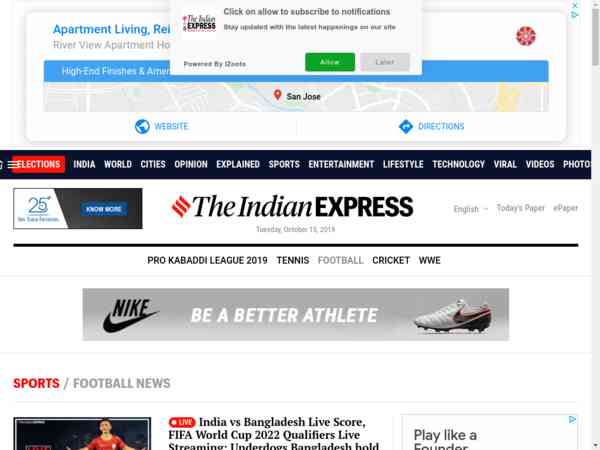 Click on allow to subscribe to notifications
Stay updated with the latest happenings on our site
The Indian
EXPRESS
Powered By iZooto
Allow
Later
Apartment Living, Rei
River View Apartment Ho
High-End Finishes & Amen
San Jose
WEBSITE
DIRECTIONS
ELECTIONS INDIA WORLD CITIES OPINION EXPLAINED SPORTS ENTERTAINMENT LIFESTYLE TECHNOLOGY VIRAL VIDEOS PHOTOS
25
KNOW MORE
The Indian EXPRESS
English
Today's Paper
ePaper
Tuesday, October 15, 2019
PRO KABADDI LEAGUE 2019 TENNIS FOOTBALL CRICKET WWE
NIKE
BE A BETTER ATHLETE
SPORTS / FOOTBALL NEWS
LIVE India vs Bangladesh Live Score,
FIFA World Cup 2022 Qualifiers Live
Streaming: Underdogs Bangladesh hold
Play like a
Founder